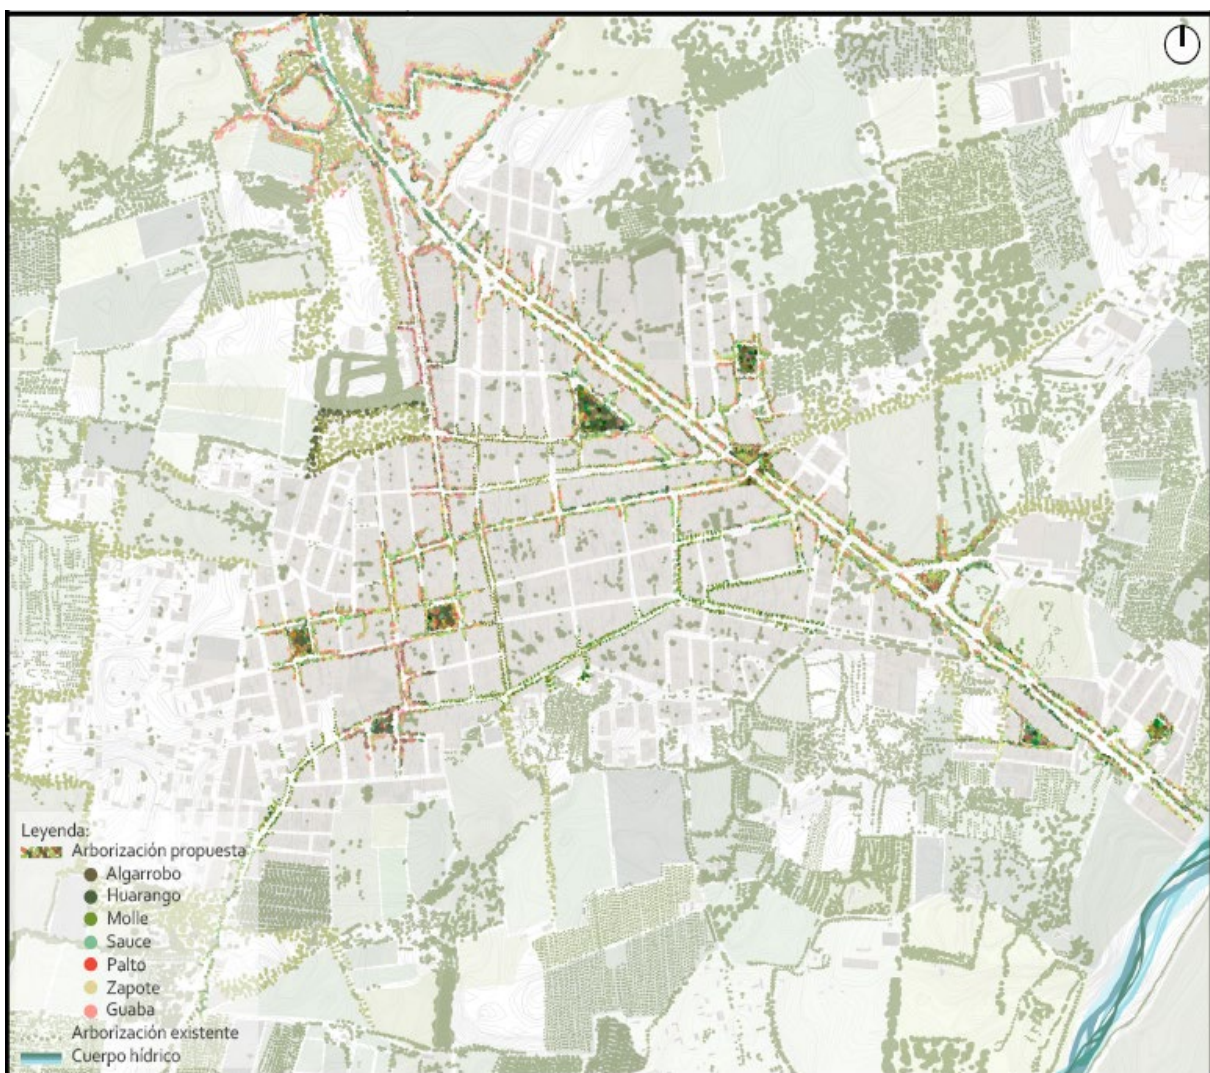 Leyenda:
Arborización propuesta
Algarrobo
Huarango
Molle
Sauce
Palto
Zapote
Guaba
Arborización existente
Cuerpo hídrico